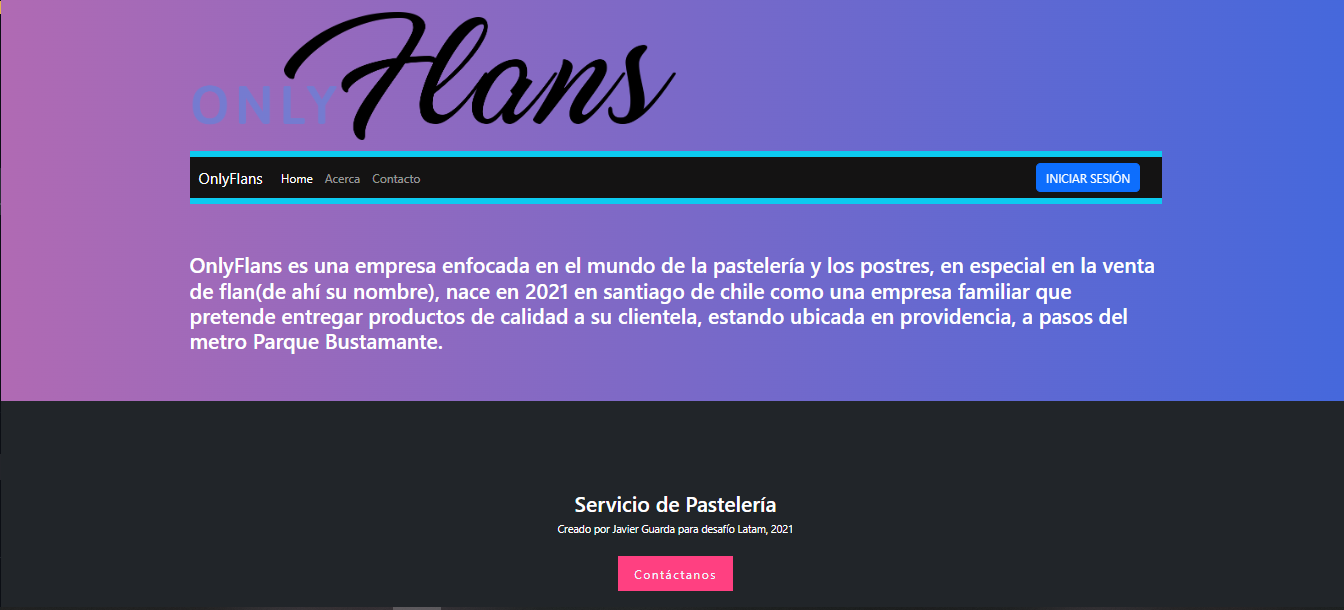 ONLY Flans
OnlyFlans Home Acerca Contacto INICIAR SESIÓN
OnlyFlans es una empresa enfocada en el mundo de la pastelería y los postres, en especial en la venta
de flan(de ahí su nombre), nace en 2021 en santiago de chile como una empresa familiar que
pretende entregar productos de calidad a su clientela, estando ubicada en providencia, a pasos del
metro Parque Bustamante.
Servicio de Pastelería
Creado por Javier Guarda para desafío Latam, 2021
Contáctanos